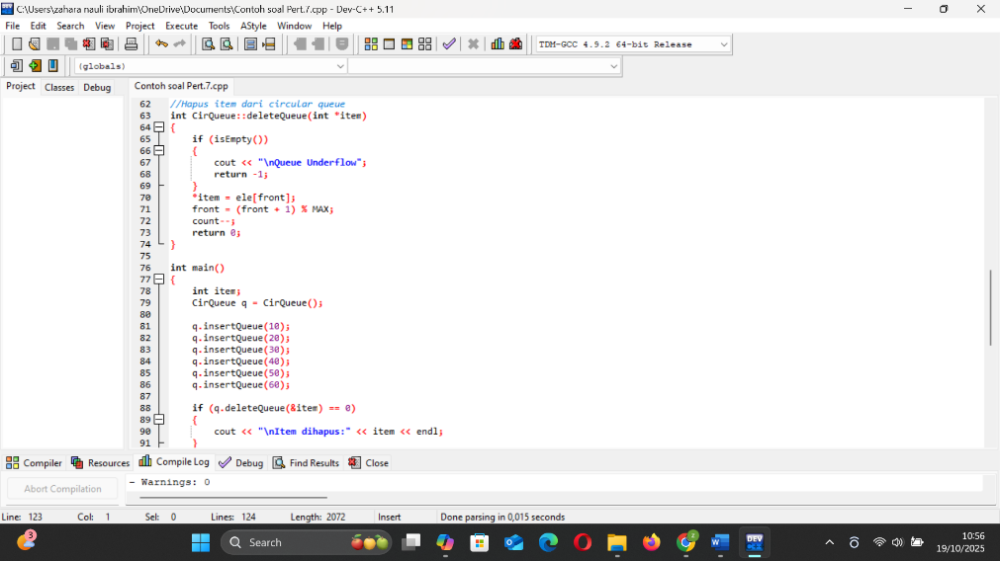 C:\Users\zahara nauli ibrahim\OneDrive\Documents\Contoh soal Pert.7.cpp - Dev-C++ 5.11
File Edit Search View Project Execute Tools AStyle Window Help
TDM-GCC 4.9.2 64-bit Release
(globals)
Project Classes Debug Contoh soal Pert.7.cpp
62 //Hapus item dari circular queue
63 int CirQueue::deleteQueue(int *item)
64 {
65 if (isEmpty())
66 {
67 cout << "\nQueue Underflow";
68 return -1;
69 }
70 *item = ele[front];
71 front = (front + 1) % MAX;
72 count--;
73 return 0;
74 }
75
76 int main()
77 {
78 int item;
79 CirQueue q = CirQueue();
80
81 q.insertQueue(10);
82 q.insertQueue(20);
83 q.insertQueue(30);
84 q.insertQueue(40);
85 q.insertQueue(50);
86 q.insertQueue(60);
87
88 if (q.deleteQueue(&item) == 0)
89 {
90 cout << "\nItem dihapus:" << item << endl;
91 }
Compiler Resources Compile Log Debug Find Results Close
Abort Compilation
- Warnings: 0
Line: 123 Col: 1 Sel: 0 Lines: 124 Length: 2072 Insert Done parsing in 0,015 seconds
3
Search
2
DEV
10:56
19/10/2025